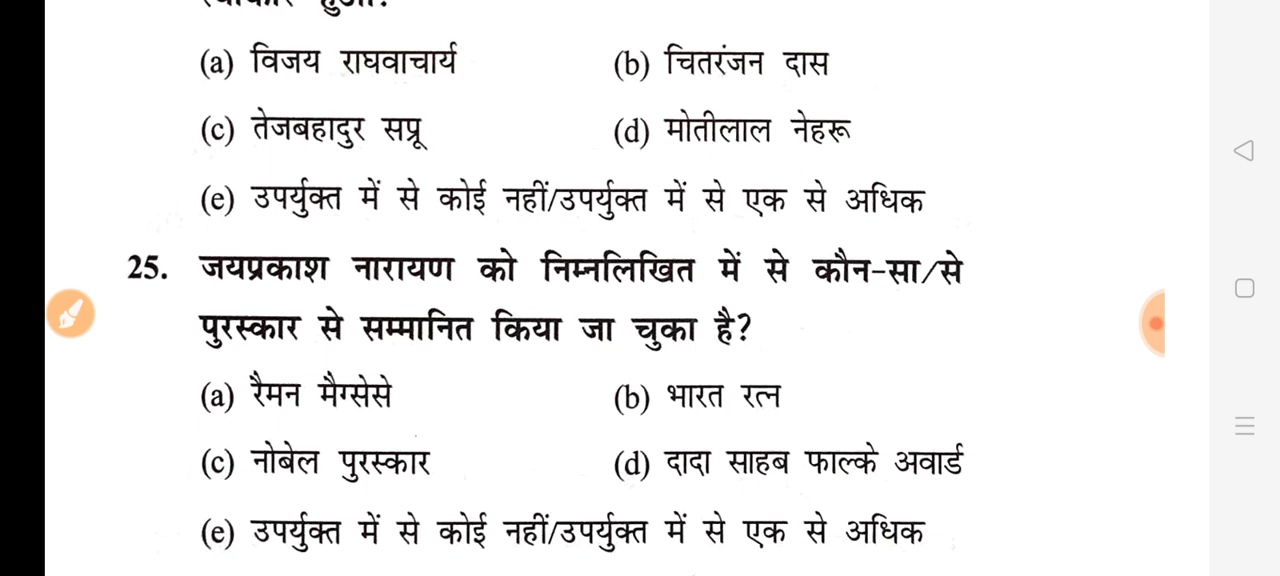 (a) विजय राघवाचार्य (b) चितरंजन दास
(c) तेजबहादुर सप्रू (d) मोतीलाल नेहरू
(e) उपर्युक्त में से कोई नहीं/उपर्युक्त में से एक से अधिक
25. जयप्रकाश नारायण को निम्नलिखित में से कौन-सा/से
पुरस्कार से सम्मानित किया जा चुका है?
(a) रैमन मैग्सेसे (b) भारत रत्न
(c) नोबेल पुरस्कार (d) दादा साहब फाल्के अवार्ड
(e) उपर्युक्त में से कोई नहीं/उपर्युक्त में से एक से अधिक